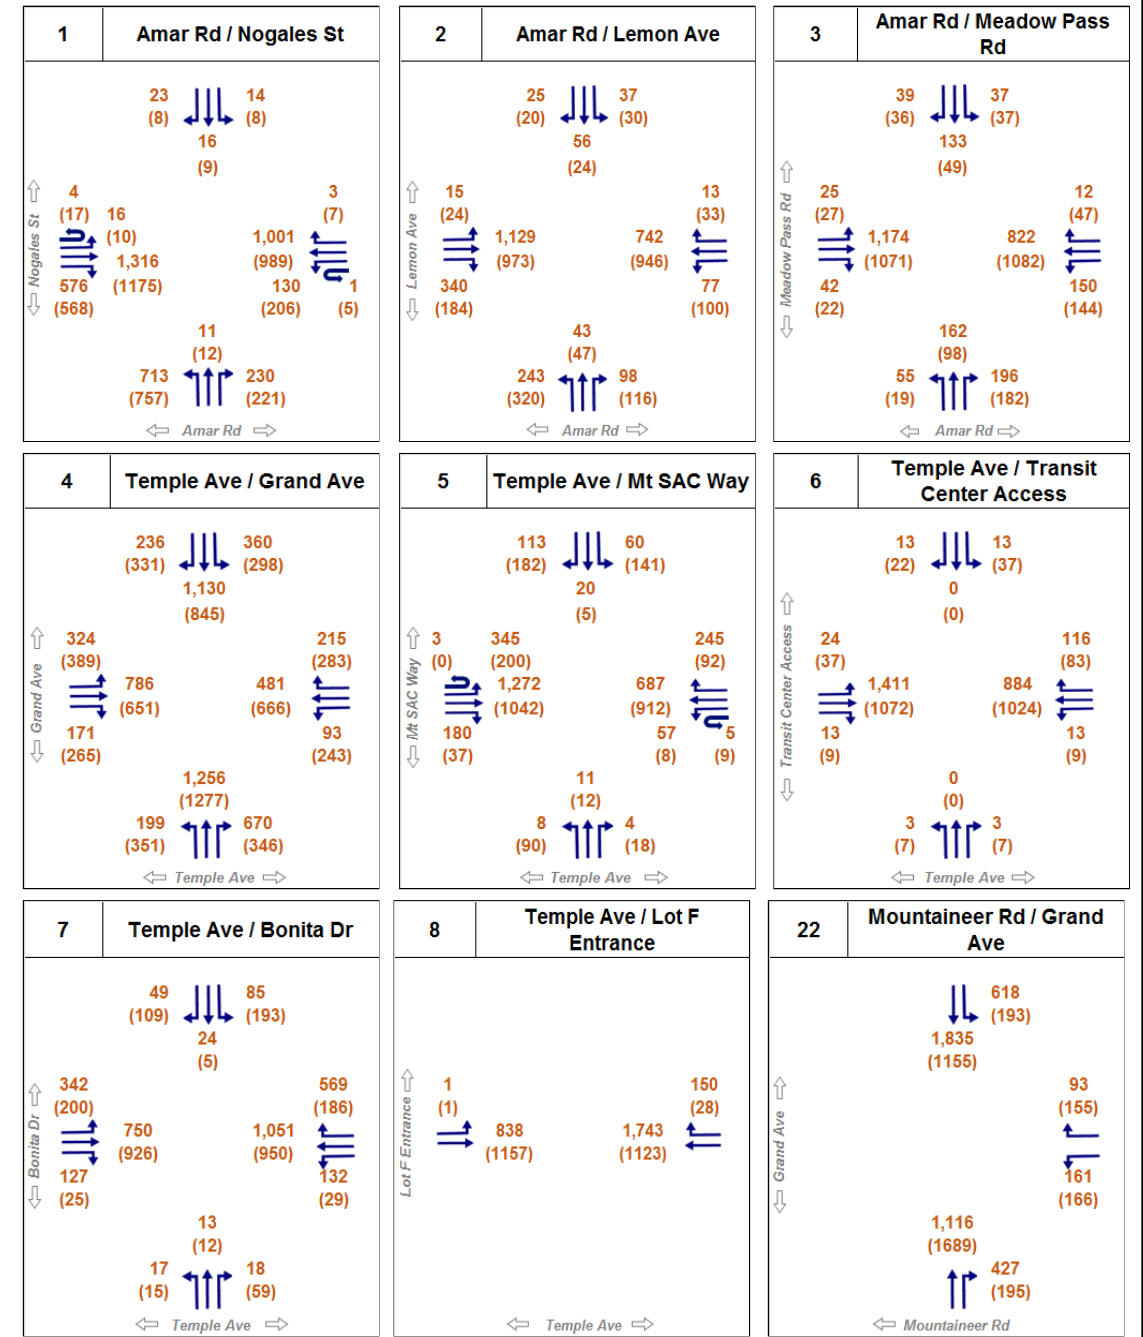 1 Amar Rd / Nogales St
23 14
(8) (8)
16
(9)
4 3
(17) 16 (7)
(10) 1,001
1,316 (989)
576 (1175) 130 1
(568) (206) (5)
11
(12)
713 230
(757) (221)
Nogales St
Amar Rd
2 Amar Rd / Lemon Ave
25 37
(20) (30)
56
(24)
15 13
(24) (33)
1,129 742
(973) (946)
340 77
(184) (100)
43
(47)
243 98
(320) (116)
Lemon Ave
Amar Rd
3 Amar Rd / Meadow Pass
Rd
39 37
(36) (37)
133
(49)
25 12
(27) (47)
1,174 822
(1071) (1082)
42 150
(22) (144)
162
(98)
55 196
(19) (182)
Meadow Pass Rd
Amar Rd
4 Temple Ave / Grand Ave
236 360
(331) (298)
1,130
(845)
324 215
(389) (283)
786 481
(651) (666)
171 93
(265) (243)
1,256
(1277)
199 670
(351) (346)
Grand Ave
Temple Ave
5 Temple Ave / Mt SAC Way
113 60
(182) (141)
20
(5)
3 345 245
(0) (200) (92)
1,272 687
(1042) (912)
180 57 5
(37) (8) (9)
11
(12)
8 4
(90) (18)
Mt SAC Way
Temple Ave
6 Temple Ave / Transit
Center Access
13 13
(22) (37)
0
(0)
24 116
(37) (83)
1,411 884
(1072) (1024)
13 13
(9) (9)
0
(0)
3 3
(7) (7)
Transit Center Access
Temple Ave
7 Temple Ave / Bonita Dr
49 85
(109) (193)
24
(5)
342 569
(200) (186)
750 1,051
(926) (950)
127 132
(25) (29)
13
(12)
17 18
(15) (59)
Bonita Dr
Temple Ave
8 Temple Ave / Lot F
Entrance
1 150
(1) (28)
838 1,743
(1157) (1123)
Lot F Entrance
Temple Ave
22 Mountaineer Rd / Grand
Ave
618
(193)
1,835
(1155)
93
(155)
161
(166)
1,116
(1689)
427
(195)
Grand Ave
Mountaineer Rd